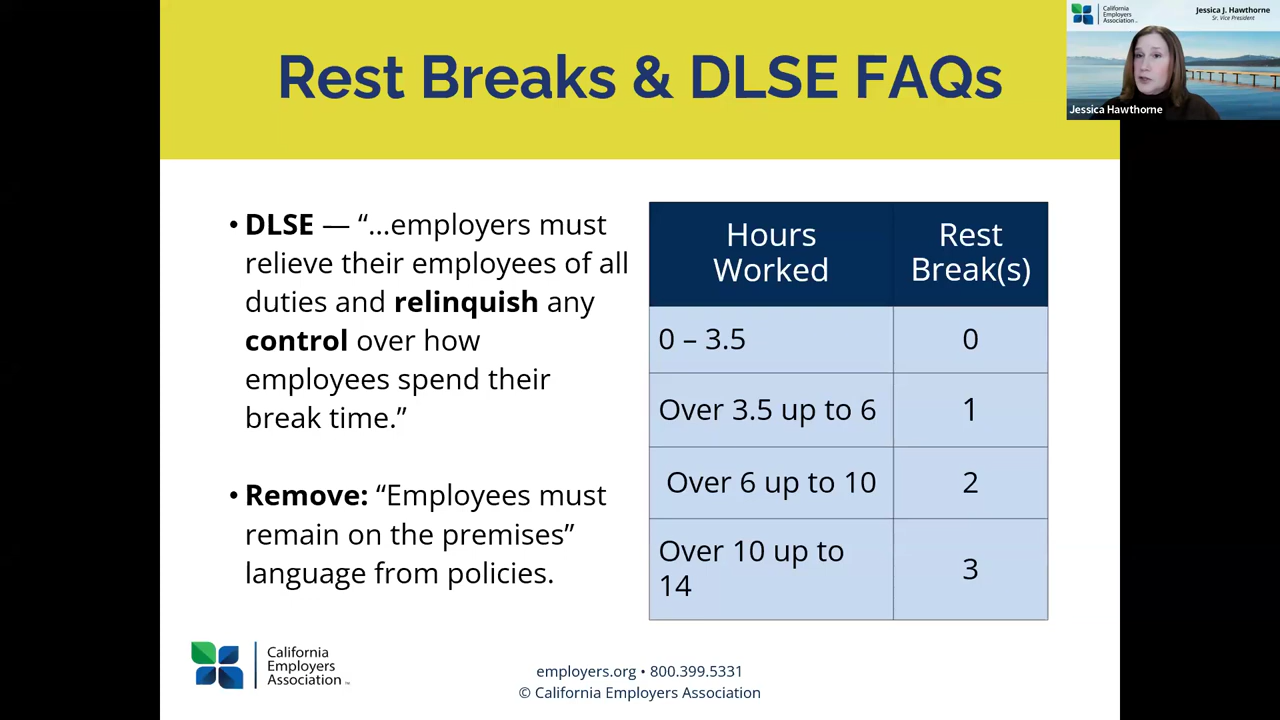 Rest Breaks & DLSE FAQs
• DLSE — “...employers must
relieve their employees of all
duties and relinquish any
control over how
employees spend their
break time.”
• Remove: “Employees must
remain on the premises”
language from policies.
Hours
Worked
Rest
Break(s)
0 – 3.5
0
Over 3.5 up to 6
1
Over 6 up to 10
2
Over 10 up to
14
3
California
Employers
Association™
employers.org • 800.399.5331
© California Employers Association
California
Employers
Association
Jessica J. Hawthorne
Sr. Vice President
Jessica Hawthorne